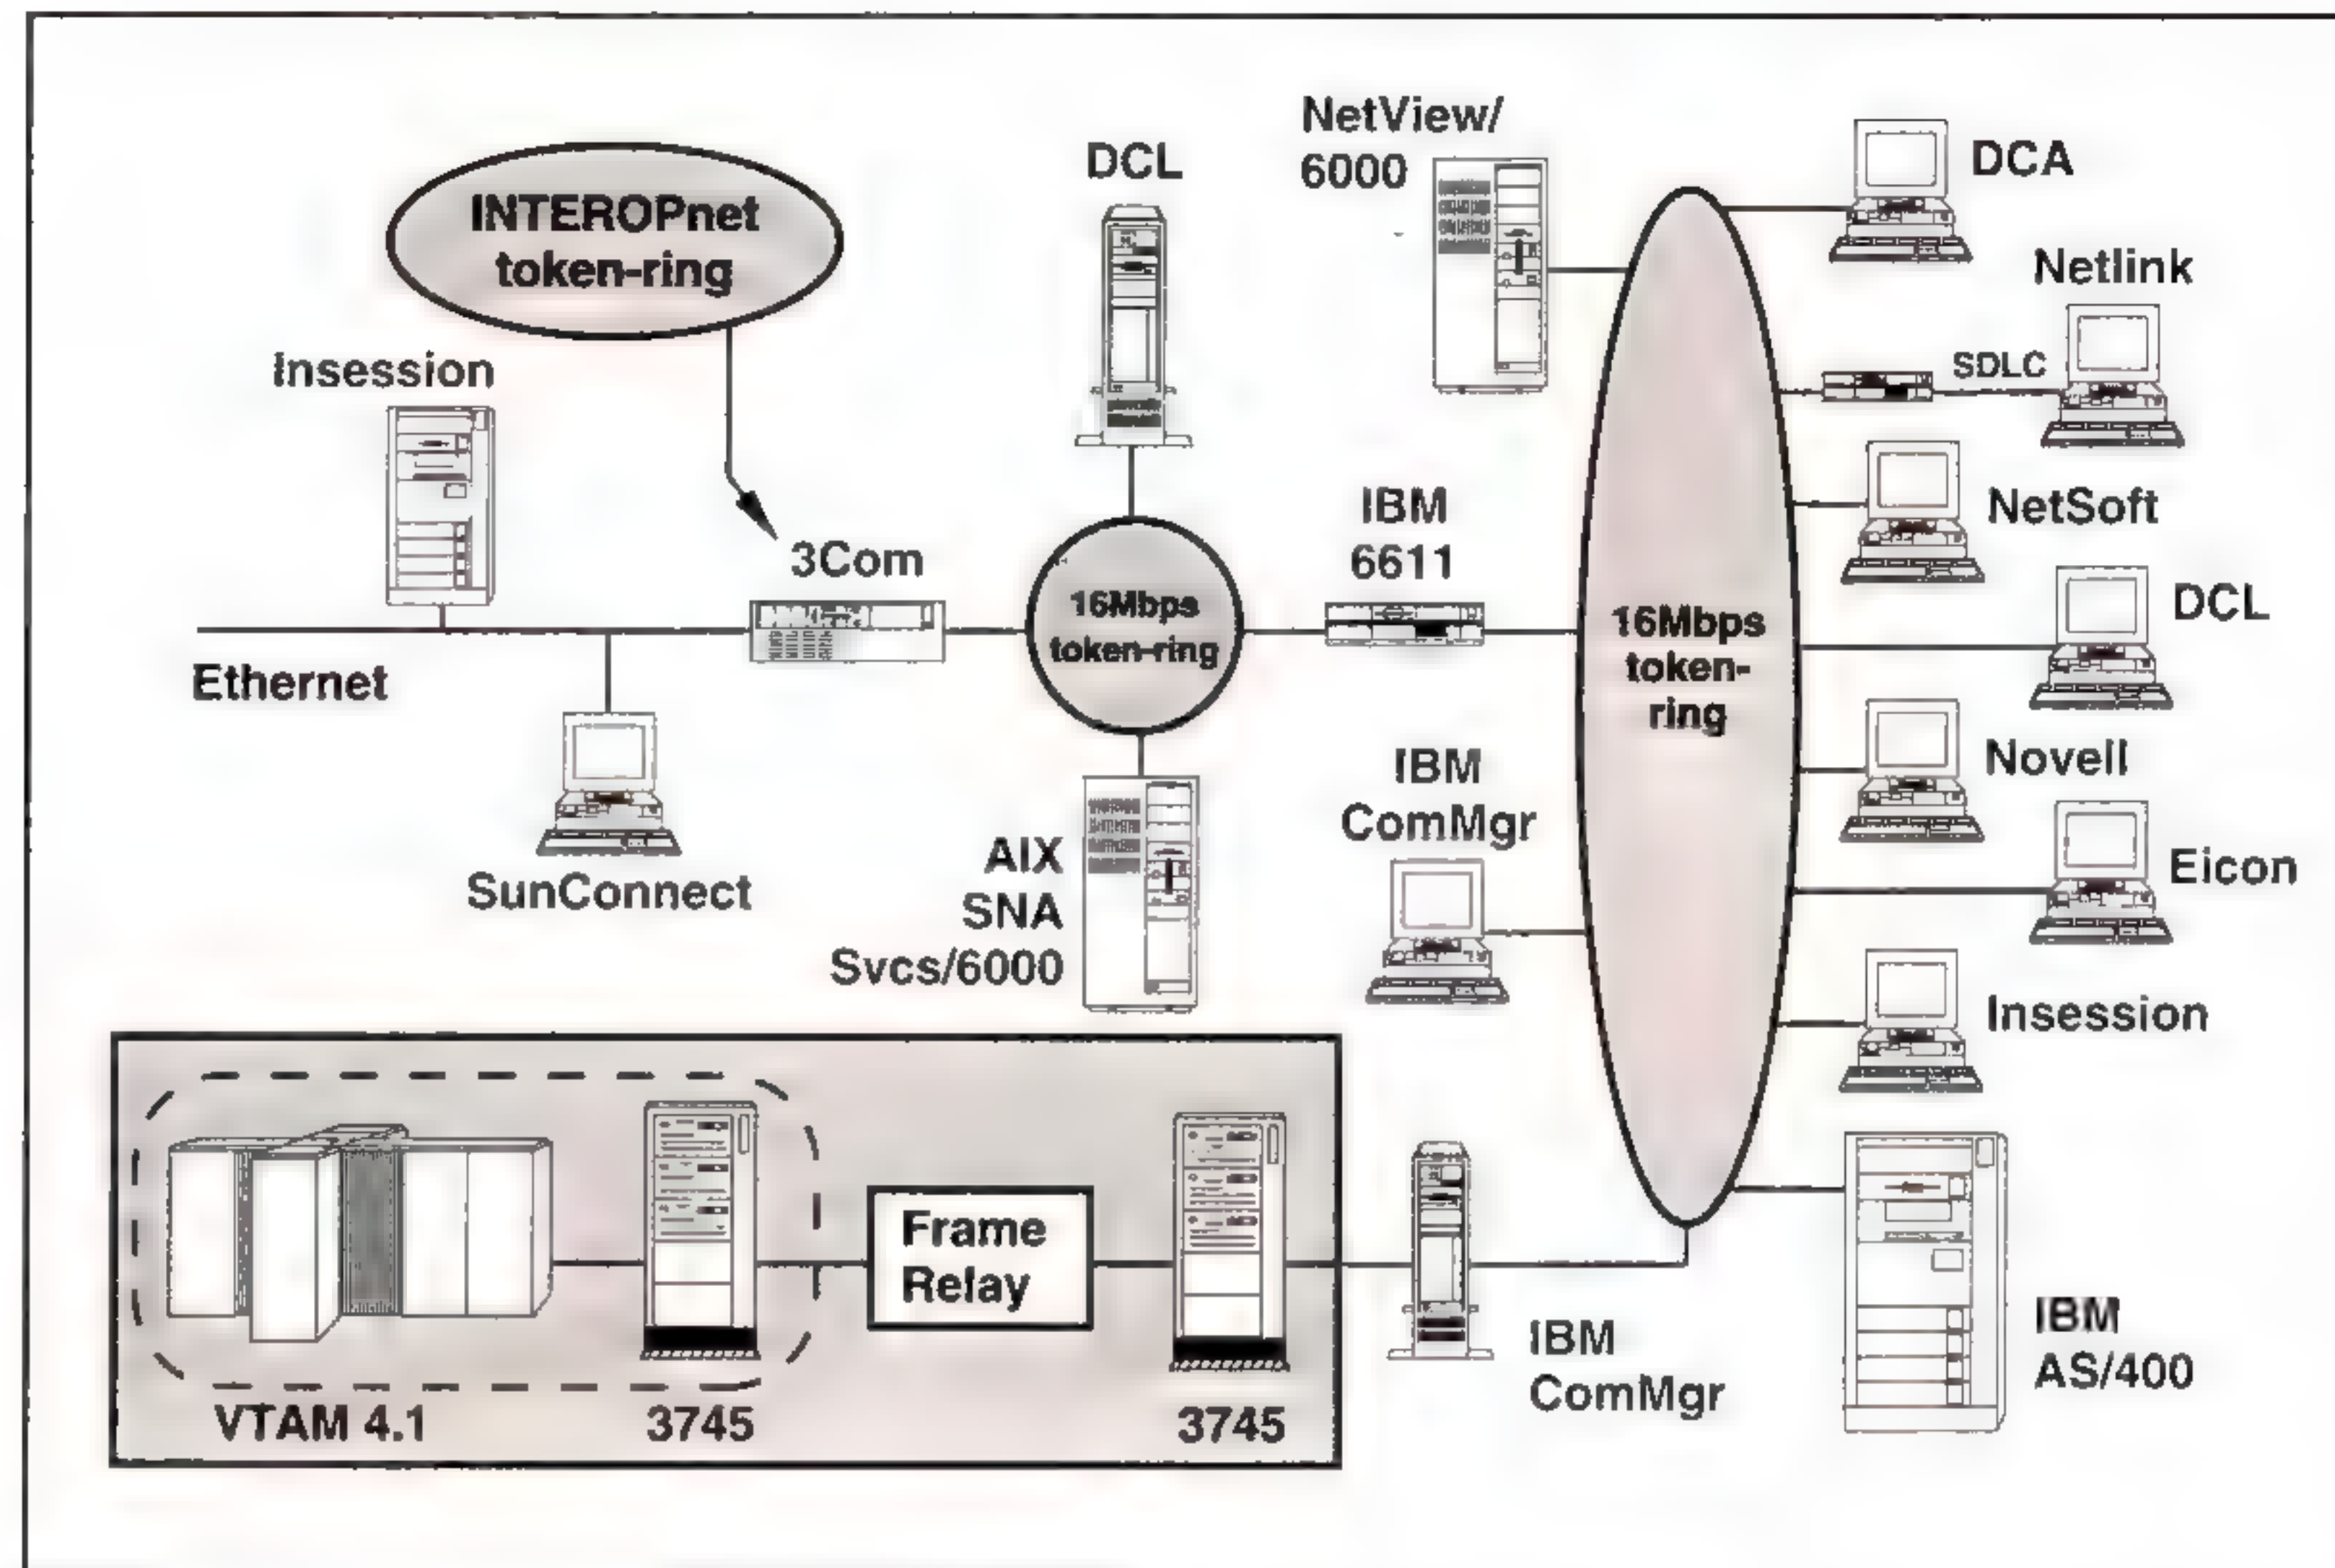 NetView/
6000
DCL
DCA
INTEROPnet
token-ring
Netlink
SDLC
Insession
NetSoft
IBM
6611
3Com
DCL
16Mbps
token-ring
16Mbps
token-
ring
Ethernet
Novell
IBM
ComMgr
SunConnect
AIX
SNA
Svcs/6000
Eicon
Insession
Frame
Relay
IBM
ComMgr
IBM
AS/400
VTAM 4.1
3745
3745